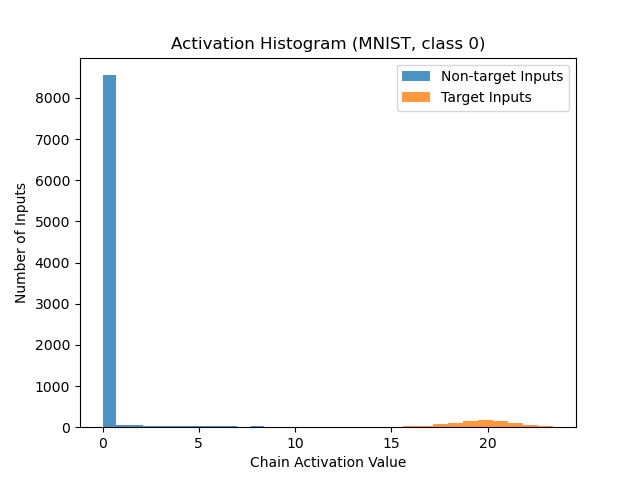 Activation Histogram (MNIST, class 0)
Non-target Inputs
Target Inputs
Number of Inputs
8000
7000
6000
5000
4000
3000
2000
1000
0
0 5 10 15 20
Chain Activation Value